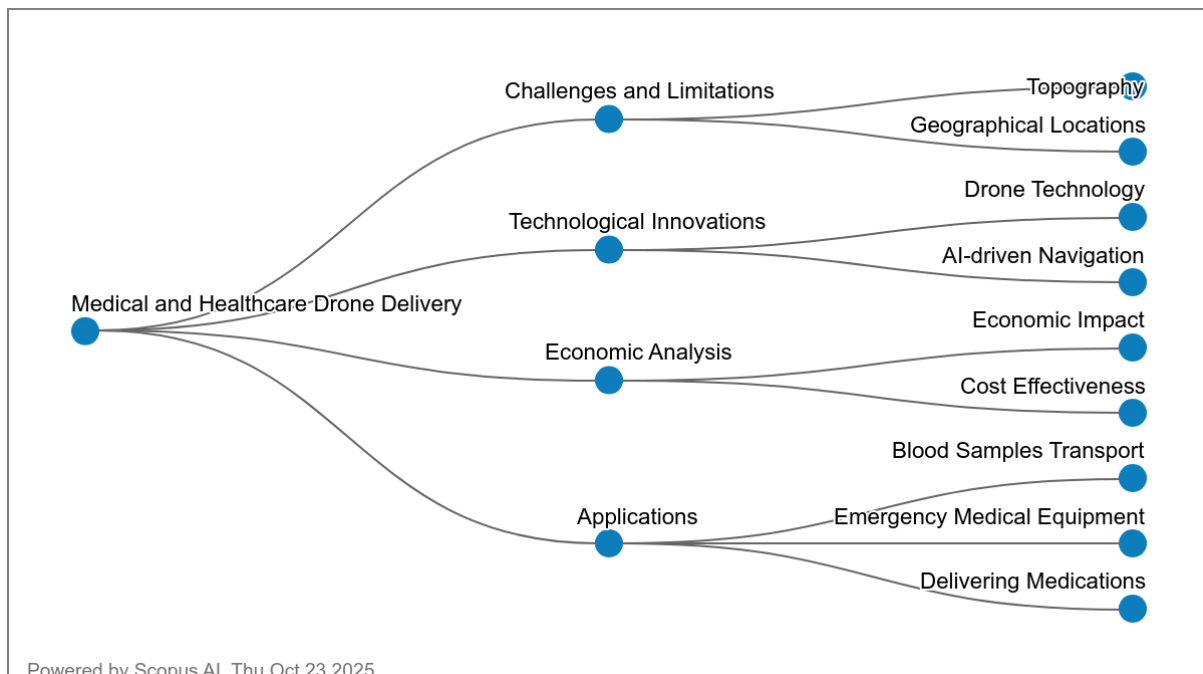 Challenges and Limitations
Topography
Geographical Locations
Drone Technology
Technological Innovations
AI-driven Navigation
Medical and Healthcare Drone Delivery
Economic Impact
Economic Analysis
Cost Effectiveness
Blood Samples Transport
Applications
Emergency Medical Equipment
Delivering Medications
Powered by Scopus AI, Thu Oct 23 2025